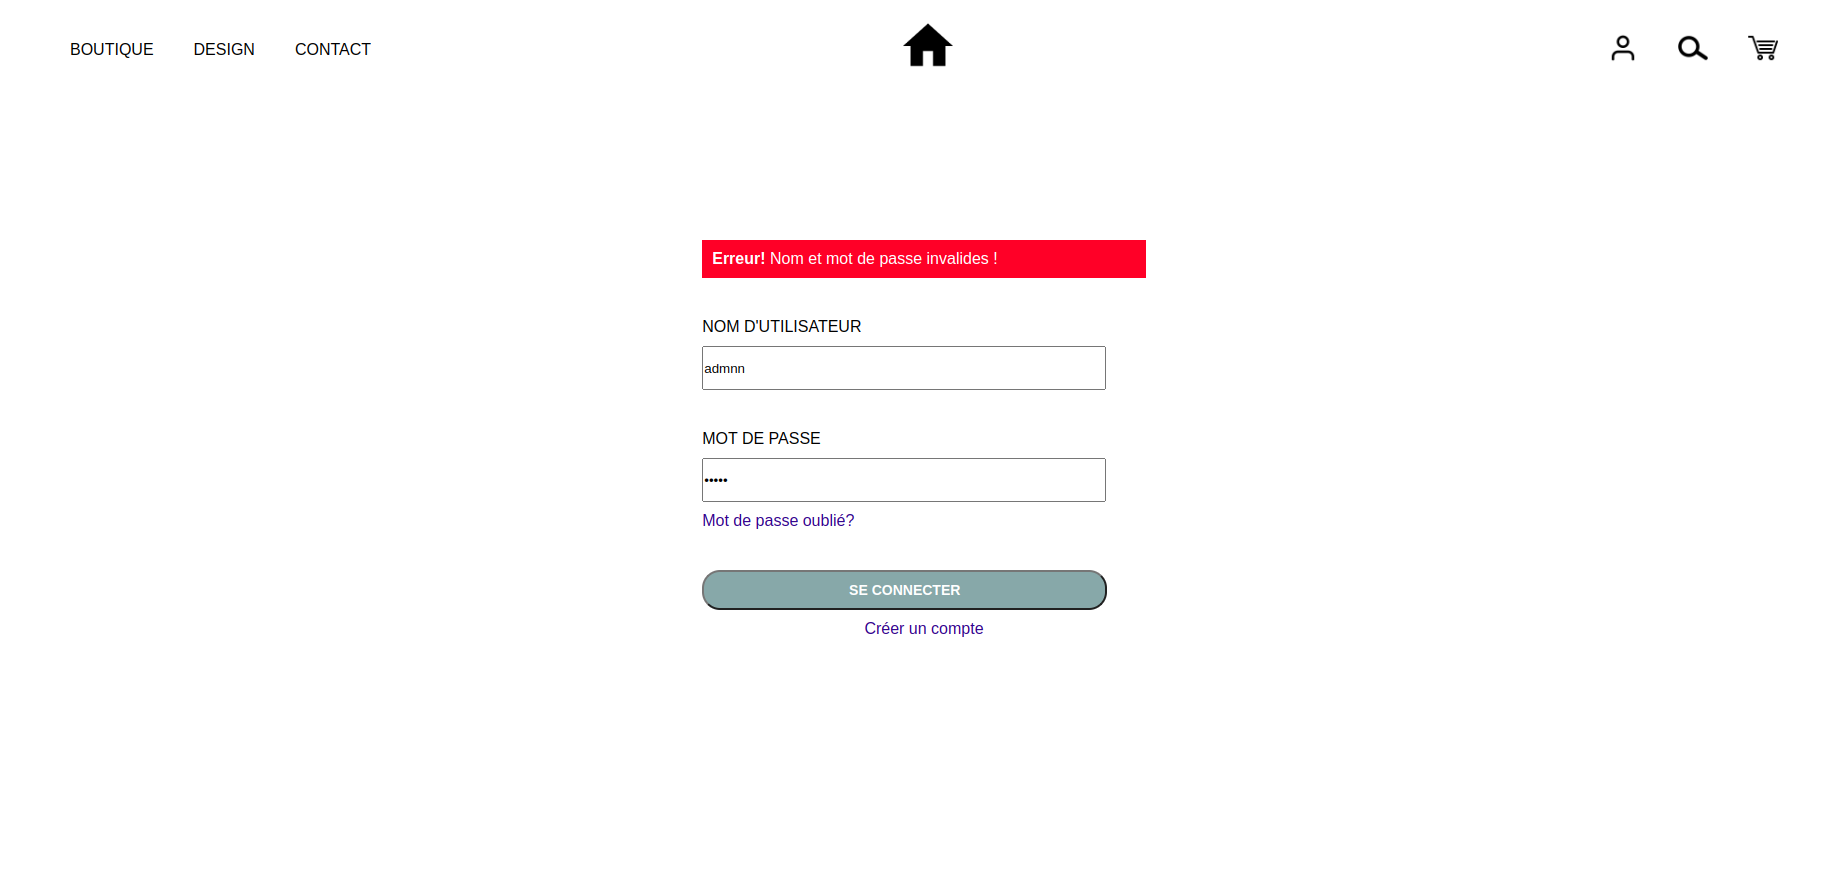 BOUTIQUE DESIGN CONTACT
Erreur! Nom et mot de passe invalides !
NOM D'UTILISATEUR
admnn
MOT DE PASSE
•••••
Mot de passe oublié?
SE CONNECTER
Créer un compte